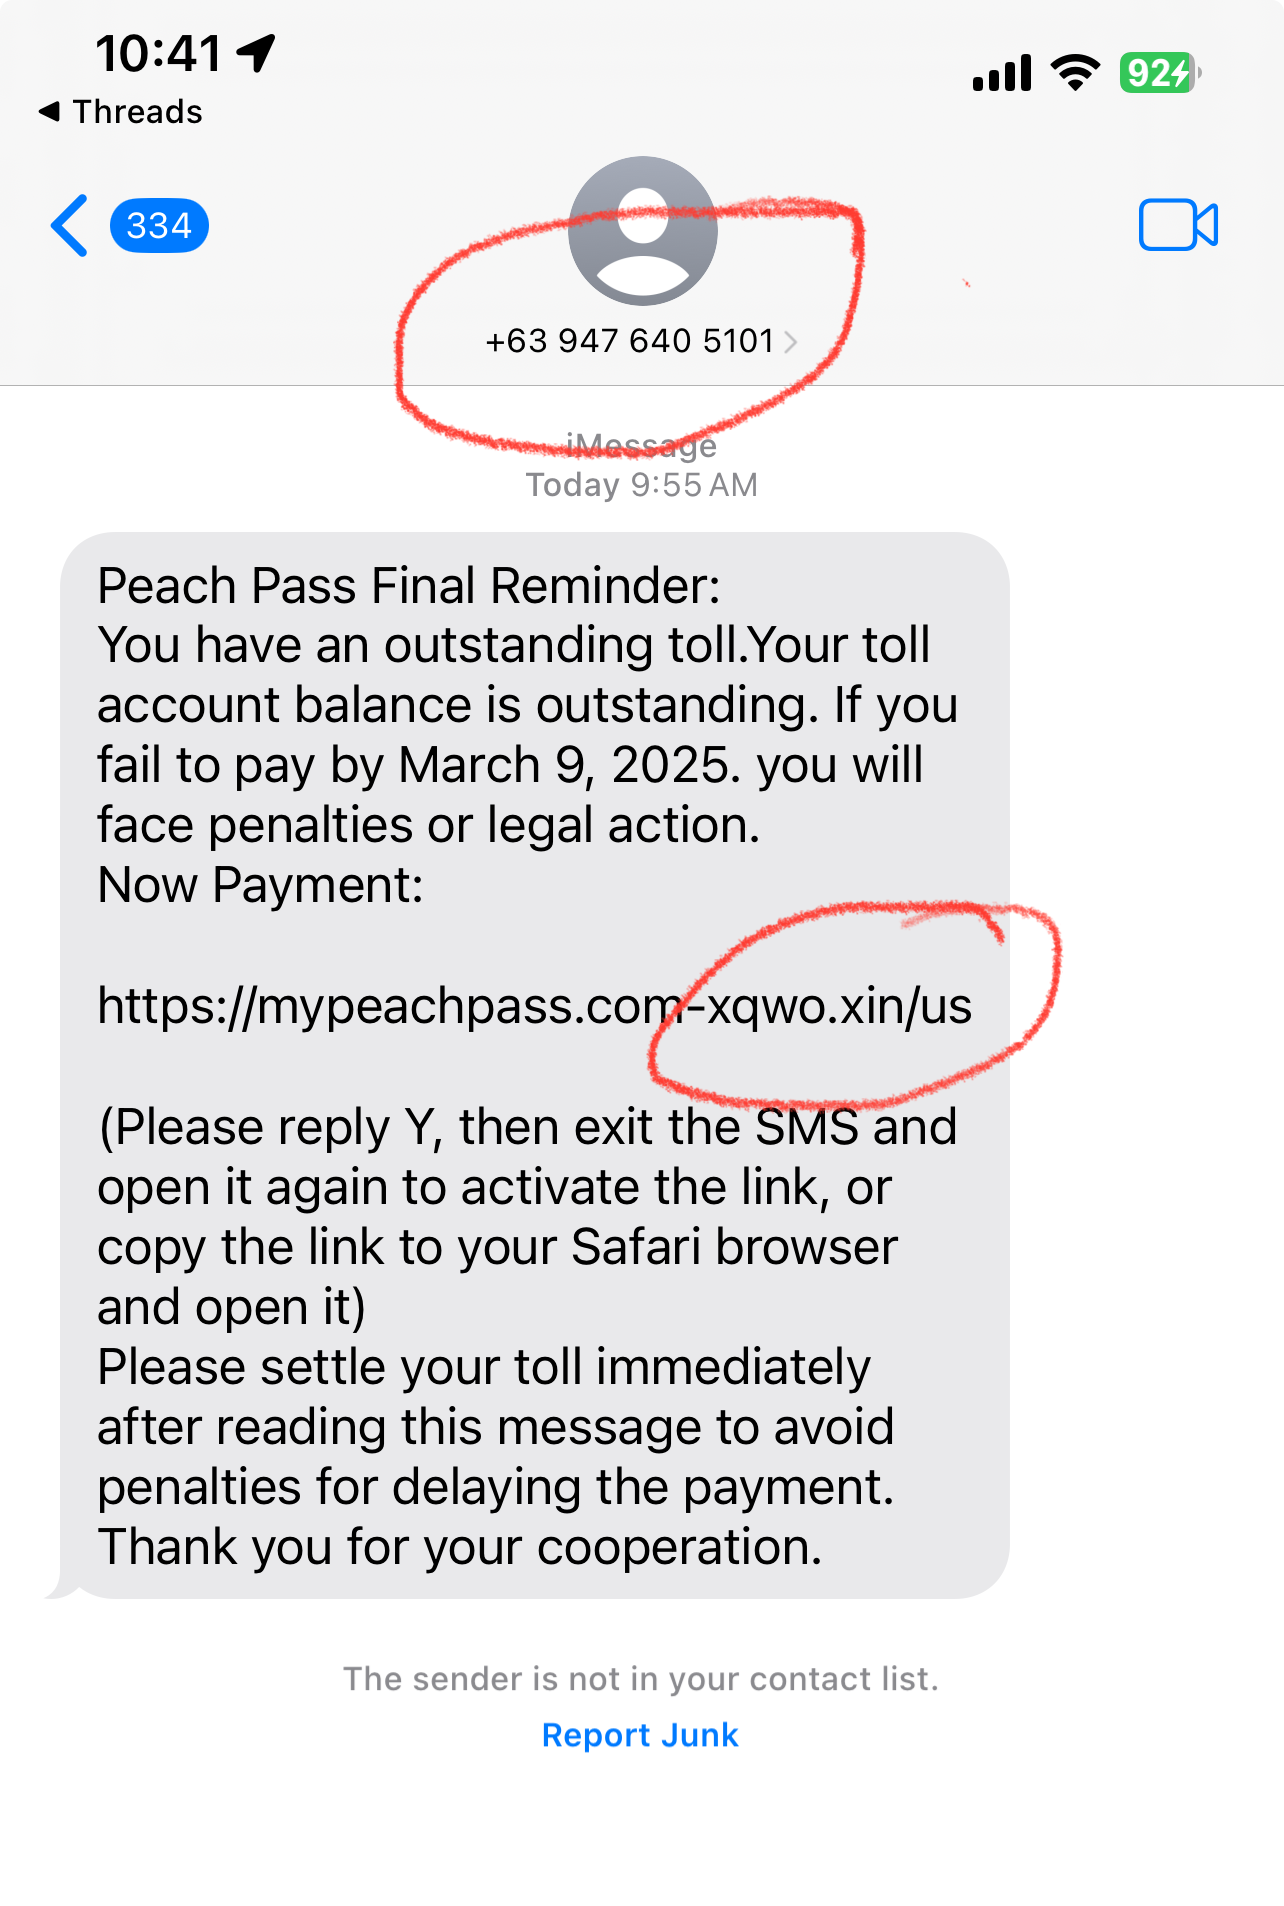 10:41
92
Threads
334
+63 947 640 5101
iMessage
Today 9:55 AM
Peach Pass Final Reminder:
You have an outstanding toll.Your toll
account balance is outstanding. If you
fail to pay by March 9, 2025. you will
face penalties or legal action.
Now Payment:
https://mypeachpass.com-xqwo.xin/us
(Please reply Y, then exit the SMS and
open it again to activate the link, or
copy the link to your Safari browser
and open it)
Please settle your toll immediately
after reading this message to avoid
penalties for delaying the payment.
Thank you for your cooperation.
The sender is not in your contact list.
Report Junk